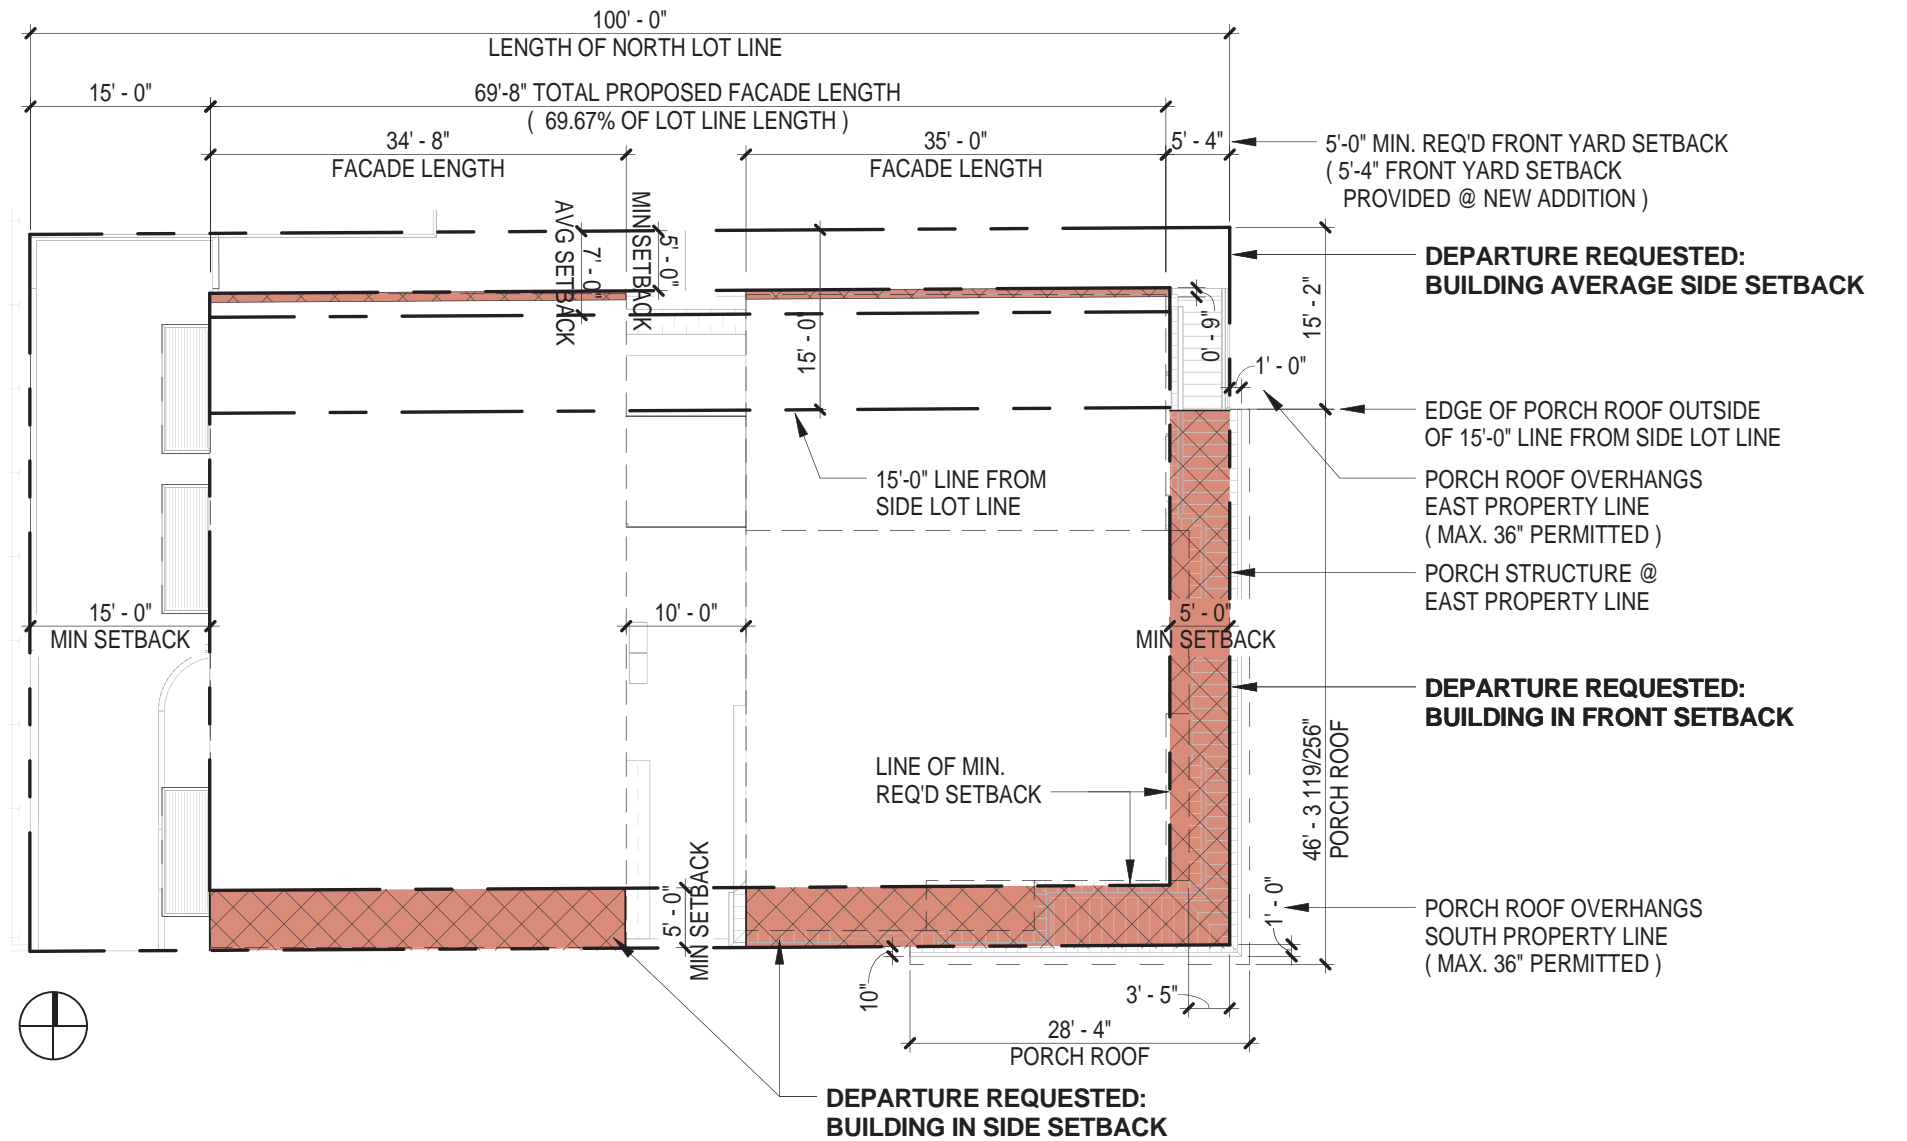 100' - 0"
LENGTH OF NORTH LOT LINE
15' - 0"
69'-8" TOTAL PROPOSED FACADE LENGTH
( 69.67% OF LOT LINE LENGTH )
34' - 8"
FACADE LENGTH
35' - 0"
FACADE LENGTH
5' - 4"
5'-0" MIN. REQ'D FRONT YARD SETBACK
( 5'-4" FRONT YARD SETBACK
PROVIDED @ NEW ADDITION )
AVG SETBACK
7' - 0"
MIN SETBACK
5' - 0"
15' - 0"
0' - 9"
15' - 2"
1' - 0"
DEPARTURE REQUESTED:
BUILDING AVERAGE SIDE SETBACK
EDGE OF PORCH ROOF OUTSIDE
OF 15'-0" LINE FROM SIDE LOT LINE
15'-0" LINE FROM
SIDE LOT LINE
PORCH ROOF OVERHANGS
EAST PROPERTY LINE
( MAX. 36" PERMITTED )
PORCH STRUCTURE @
EAST PROPERTY LINE
15' - 0"
MIN SETBACK
10' - 0"
5' - 0"
MIN SETBACK
DEPARTURE REQUESTED:
BUILDING IN FRONT SETBACK
LINE OF MIN.
REQ'D SETBACK
46' - 3 119/256"
PORCH ROOF
5' - 0"
MIN SETBACK
1' - 0"
PORCH ROOF OVERHANGS
SOUTH PROPERTY LINE
( MAX. 36" PERMITTED )
10"
3' - 5"
28' - 4"
PORCH ROOF
DEPARTURE REQUESTED:
BUILDING IN SIDE SETBACK